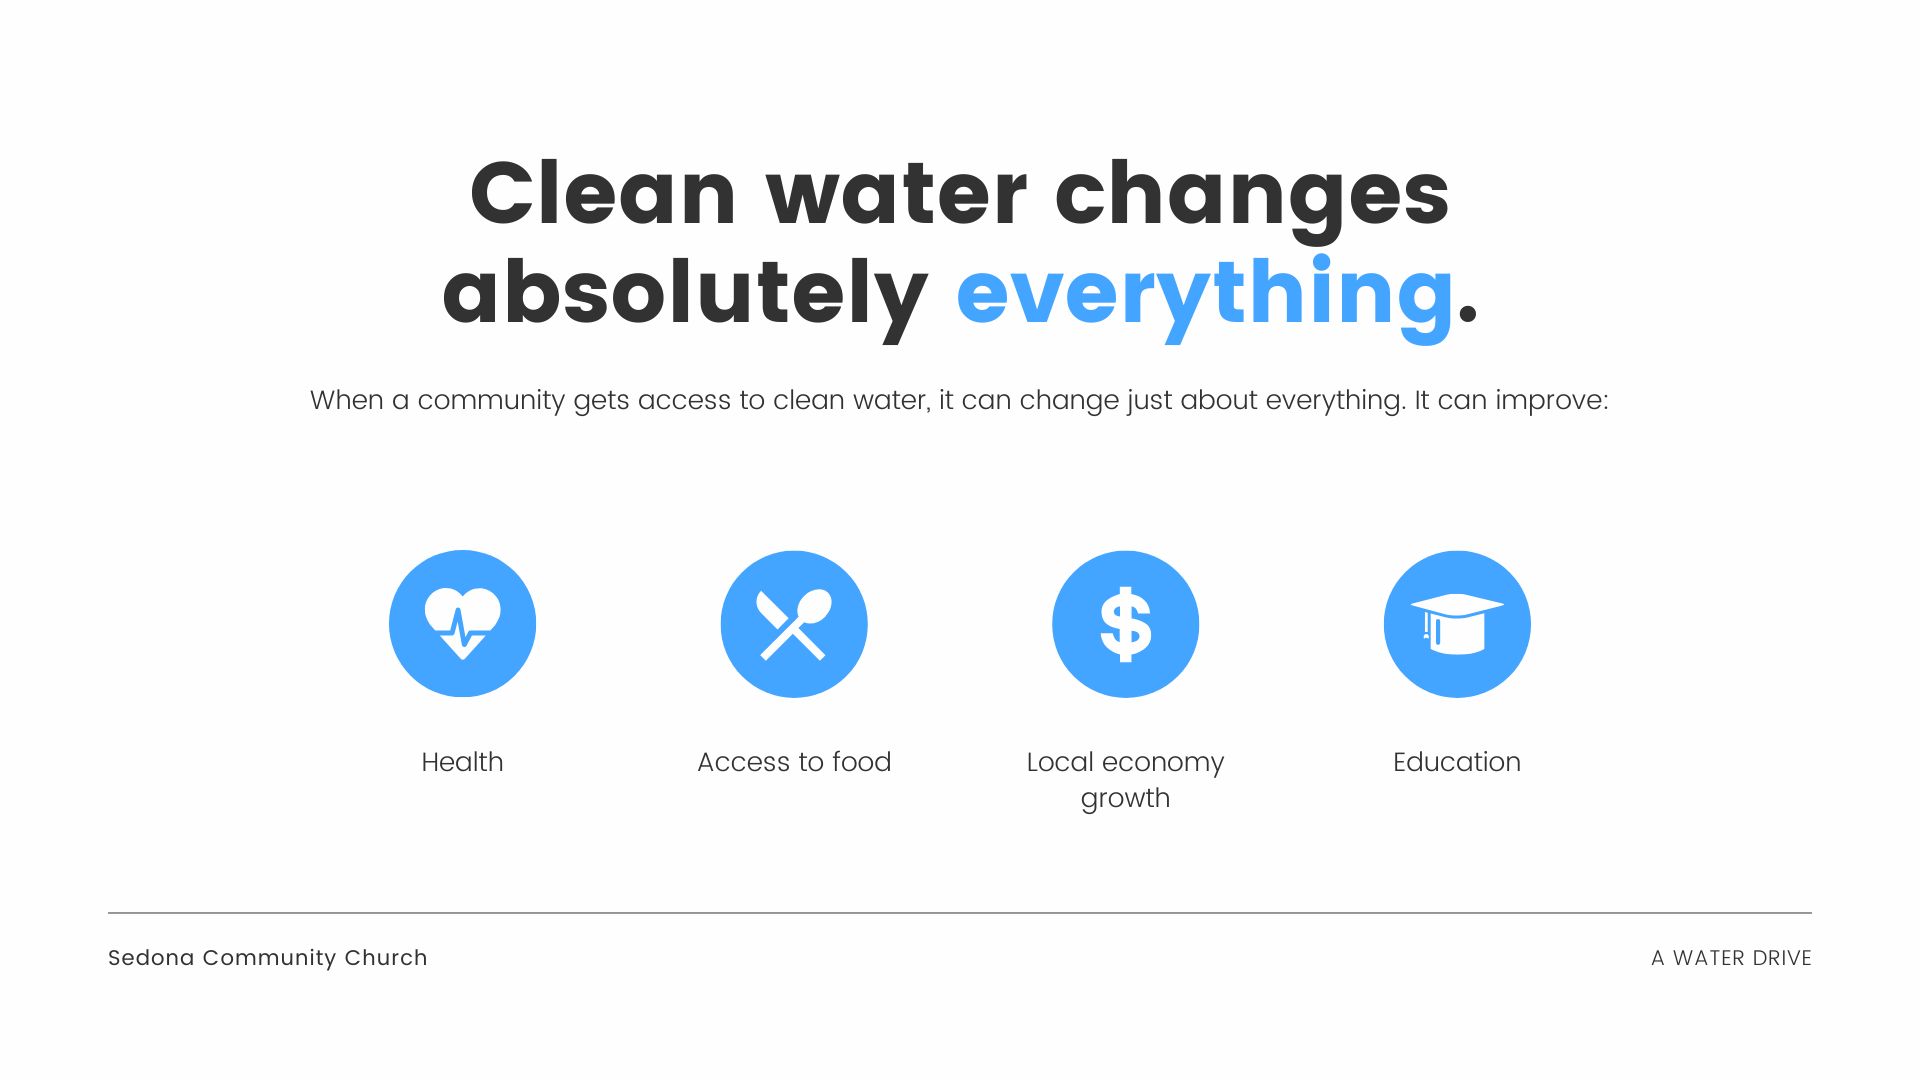 Clean water changes
absolutely everything.
When a community gets access to clean water, it can change just about everything. It can improve:
Health
Access to food
Local economy
growth
Education
Sedona Community Church
A WATER DRIVE